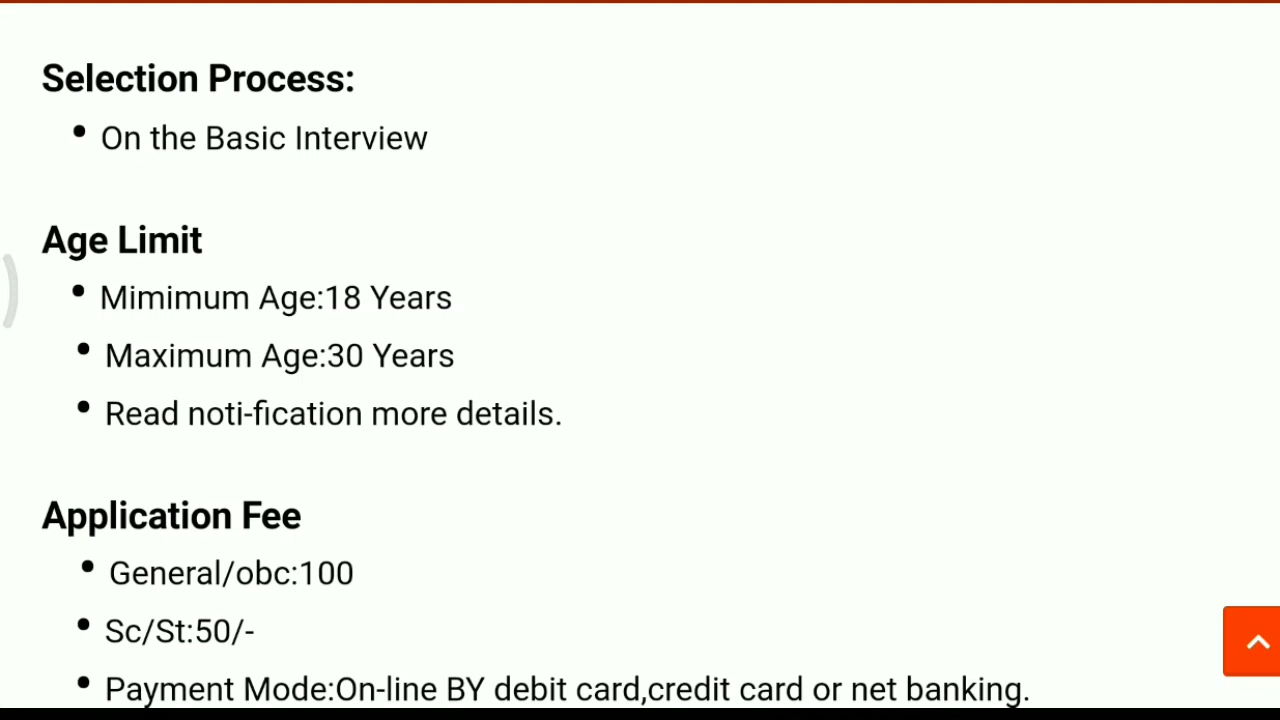 Selection Process:
• On the Basic Interview
Age Limit
• Mimimum Age:18 Years
• Maximum Age:30 Years
• Read noti-fication more details.
Application Fee
• General/obc:100
• Sc/St:50/-
• Payment Mode:On-line BY debit card,credit card or net banking.